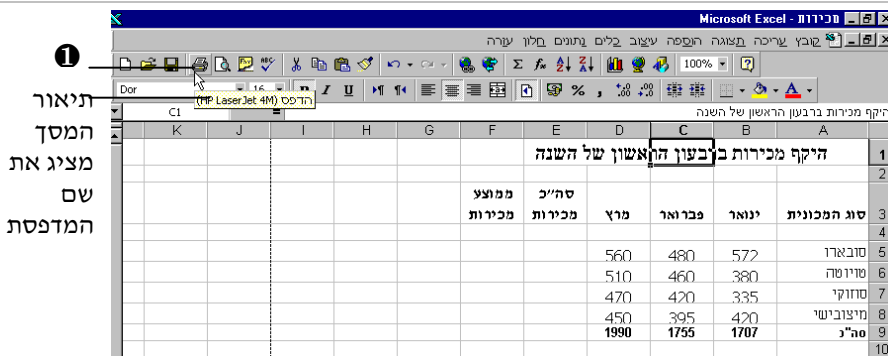 Microsoft Excel - מכירות
קובץ עריכה תצוגה הוספה עיצוב כלים נתונים חלון עזרה
100%
Dor 16 B I U
הדפס (HP LaserJet 4M)
C1 = היקף מכירות ברבעון הראשון של השנה
❶
תיאור
המסך
מציג את
שם
המדפסת
A B C D E F G H I J K
1 היקף מכירות ברבעון הראשון של השנה
2
3 סוג המכונית ינואר פברואר מרץ סה״כ מכירות ממוצע מכירות
4
5 סובארו 572 480 560
6 טויוטה 380 460 510
7 סוזוקי 335 420 470
8 מיצובישי 420 395 450
9 סה"כ 1707 1755 1990
10